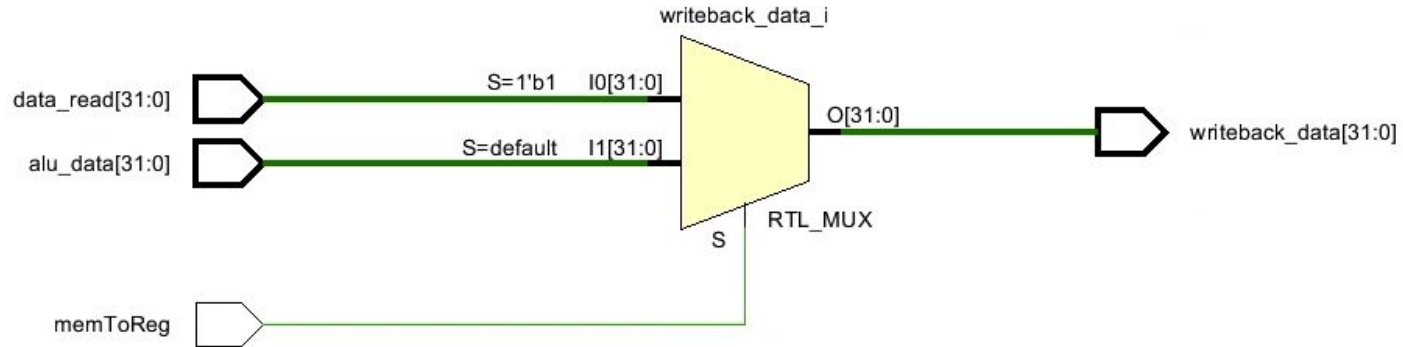 writeback_data_i
data_read[31:0]
S=1'b1
I0[31:0]
O[31:0]
writeback_data[31:0]
alu_data[31:0]
S=default
I1[31:0]
RTL_MUX
S
memToReg